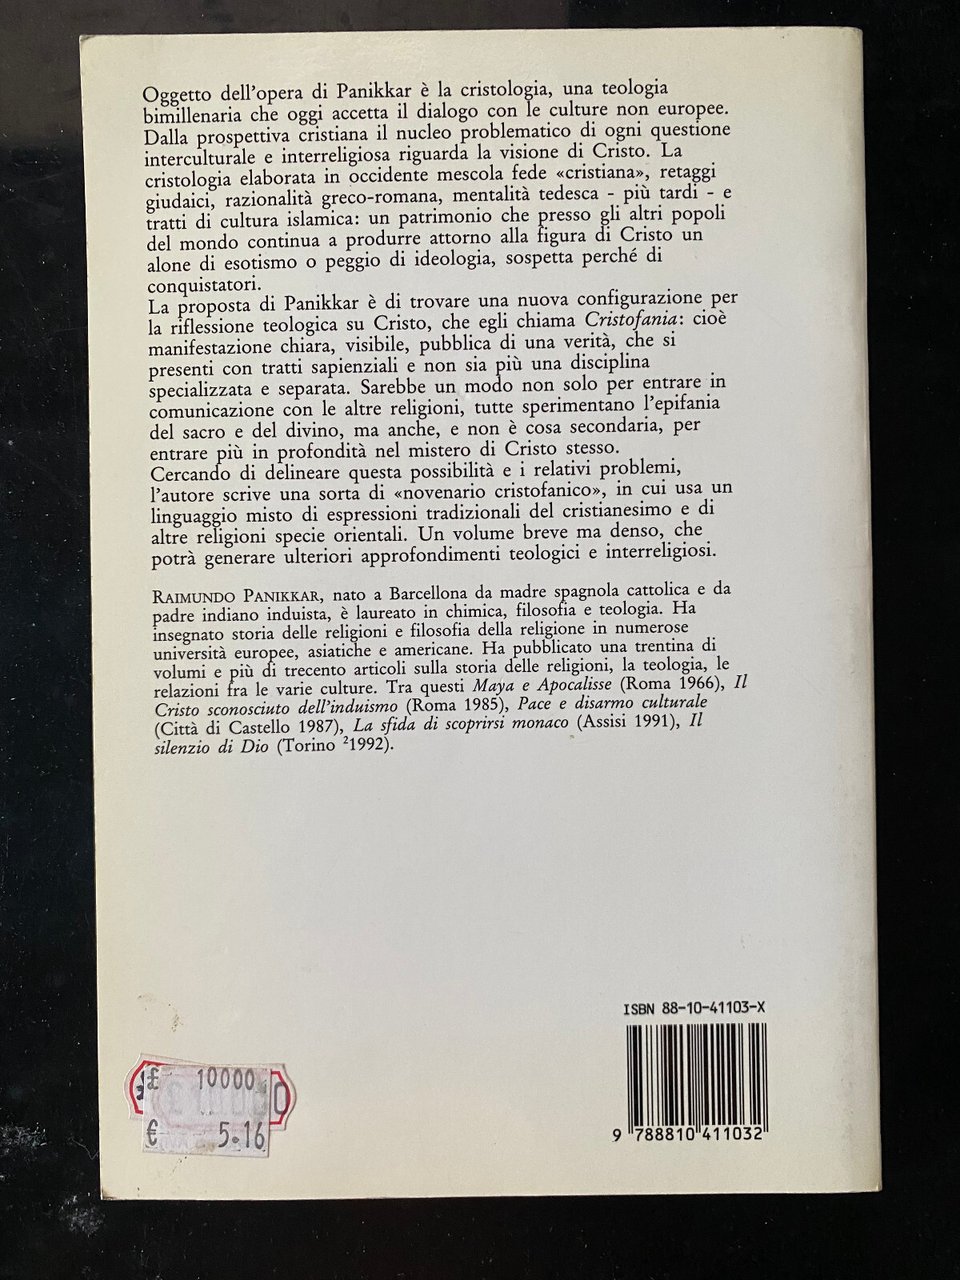 Oggetto dell'opera di Panikkar è la cristologia, una teologia
bimillenaria che oggi accetta il dialogo con le culture non europee.
Dalla prospettiva cristiana il nucleo problematico di ogni questione
interculturale e interreligiosa riguarda la visione di Cristo. La
cristologia elaborata in occidente mescola fede «cristiana», retaggi
giudaici, razionalità greco-romana, mentalità tedesca - più tardi - e
tratti di cultura islamica: un patrimonio che presso gli altri popoli
del mondo continua a produrre attorno alla figura di Cristo un
alone di esotismo o peggio di ideologia, sospetta perché di
conquistatori.
La proposta di Panikkar è di trovare una nuova configurazione per
la riflessione teologica su Cristo, che egli chiama Cristofania: cioè
manifestazione chiara, visibile, pubblica di una verità, che si
presenti con tratti sapienziali e non sia più una disciplina
specializzata e separata. Sarebbe un modo non solo per entrare in
comunicazione con le altre religioni, tutte sperimentano l'epifania
del sacro e del divino, ma anche, e non è cosa secondaria, per
entrare più in profondità nel mistero di Cristo stesso.
Cercando di delineare questa possibilità e i relativi problemi,
l'autore scrive una sorta di «novenario cristofanico», in cui usa un
linguaggio misto di espressioni tradizionali del cristianesimo e di
altre religioni specie orientali. Un volume breve ma denso, che
potrà generare ulteriori approfondimenti teologici e interreligiosi.
RAIMUNDO PANIKKAR, nato a Barcellona da madre spagnola cattolica e da
padre indiano induista, è laureato in chimica, filosofia e teologia. Ha
insegnato storia delle religioni e filosofia della religione in numerose
università europee, asiatiche e americane. Ha pubblicato una trentina di
volumi e più di trecento articoli sulla storia delle religioni, la teologia, le
relazioni fra le varie culture. Tra questi Maya e Apocalisse (Roma 1966), Il
Cristo sconosciuto dell'induismo (Roma 1985), Pace e disarmo culturale
(Città di Castello 1987), La sfida di scoprirsi monaco (Assisi 1991), Il
silenzio di Dio (Torino ²1992).
ISBN 88-10-41103-X
9 788810 411032
£ 10000
€ 5.16